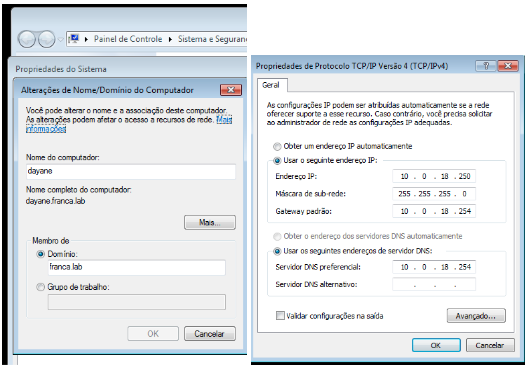 Painel de Controle ▸ Sistema e Seguran
Propriedades do Sistema
Alterações de Nome/Domínio do Computador
Você pode alterar o nome e a associação deste computador.
As alterações podem afetar o acesso a recursos de rede. Mais
informações
Nome do computador:
dayane
Nome completo do computador:
dayane.franca.lab
Mais...
Membro de
Domínio:
franca.lab
Grupo de trabalho:
OK
Cancelar
Propriedades de Protocolo TCP/IP Versão 4 (TCP/IPv4)
Geral
As configurações IP podem ser atribuídas automaticamente se a rede
oferecer suporte a esse recurso. Caso contrário, você precisa solicitar
ao administrador de rede as configurações IP adequadas.
Obter um endereço IP automaticamente
Usar o seguinte endereço IP:
Endereço IP: 10 . 0 . 18 . 250
Máscara de sub-rede: 255 . 255 . 255 . 0
Gateway padrão: 10 . 0 . 18 . 254
Obter o endereço dos servidores DNS automaticamente
Usar os seguintes endereços de servidor DNS:
Servidor DNS preferencial: 10 . 0 . 18 . 254
Servidor DNS alternativo: . . .
Validar configurações na saída
Avançado...
OK
Cancelar